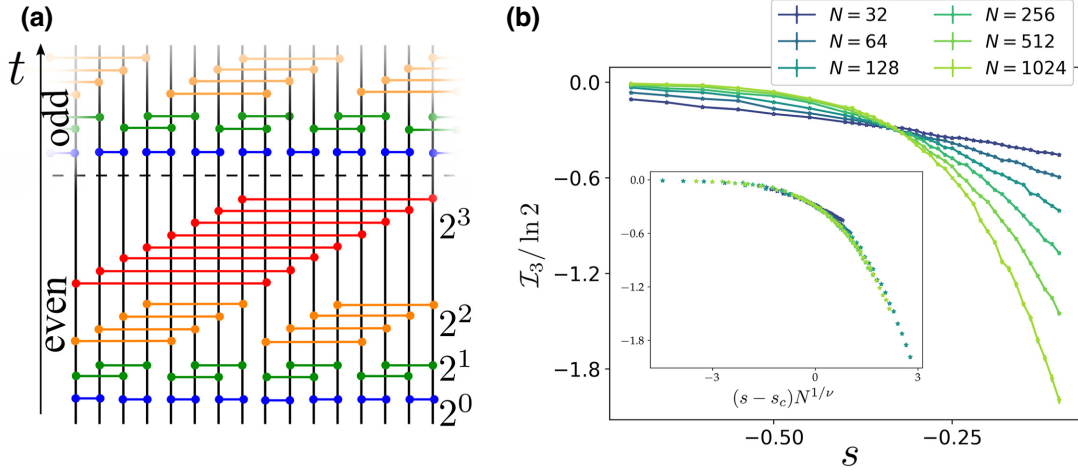 (a)
t
odd
even
2^3
2^2
2^1
2^0
(b)
N = 32
N = 64
N = 128
N = 256
N = 512
N = 1024
0.0
−0.6
−1.2
−1.8
I_3/ ln 2
−0.50
−0.25
s
0.0
−0.6
−1.2
−1.8
−3
0
3
(s − s_c)N^{1/ν}